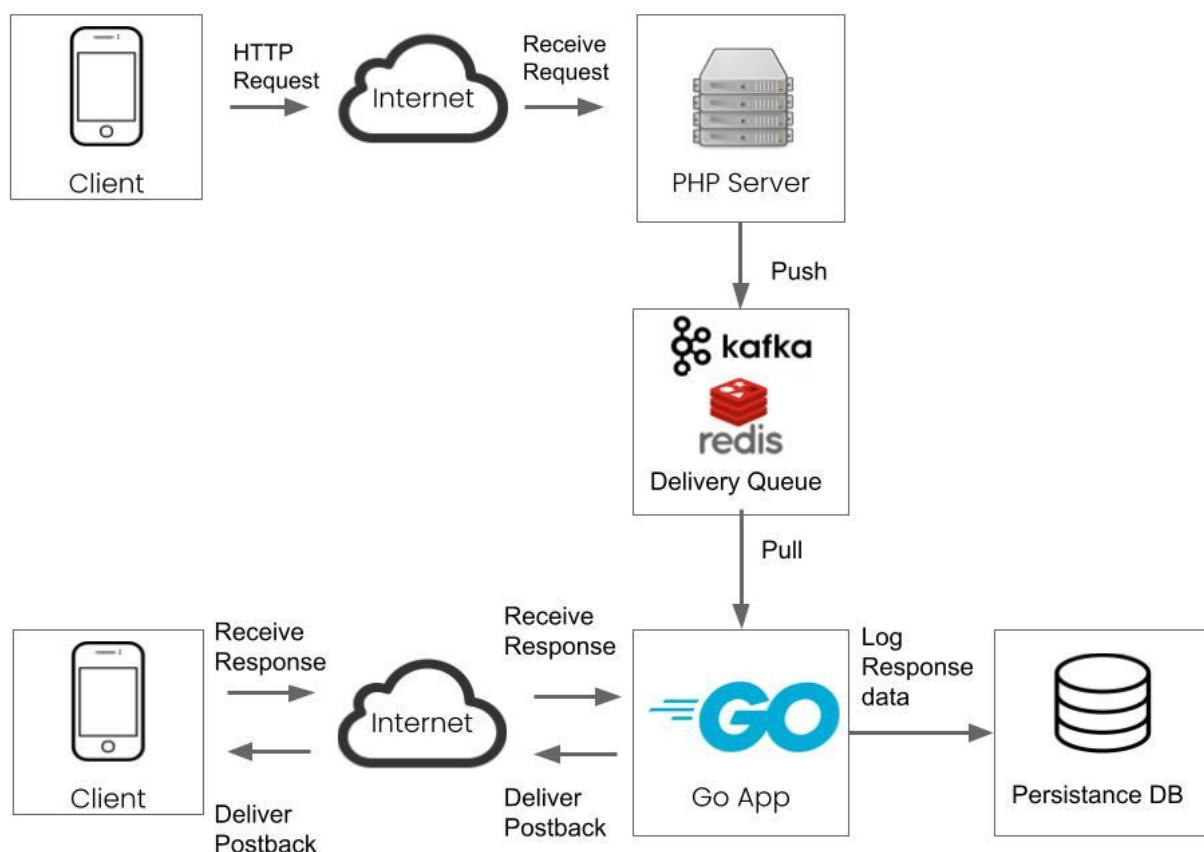 HTTP
Request
Receive
Request
Internet
Client
PHP Server
Push
kafka
redis
Delivery Queue
Pull
Receive
Response
Receive
Response
Log
Response
data
Internet
GO
Client
Deliver
Postback
Deliver
Postback
Go App
Persistance DB